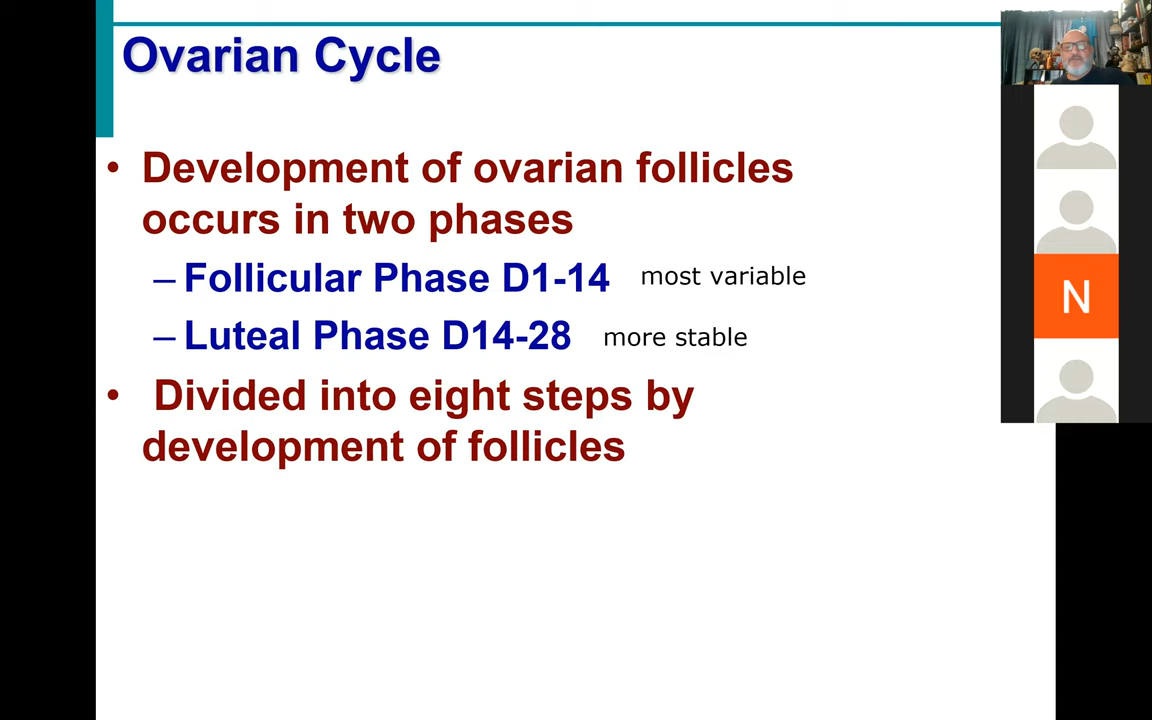 Ovarian Cycle
• Development of ovarian follicles
occurs in two phases
– Follicular Phase D1-14 most variable
– Luteal Phase D14-28 more stable
• Divided into eight steps by
development of follicles
N